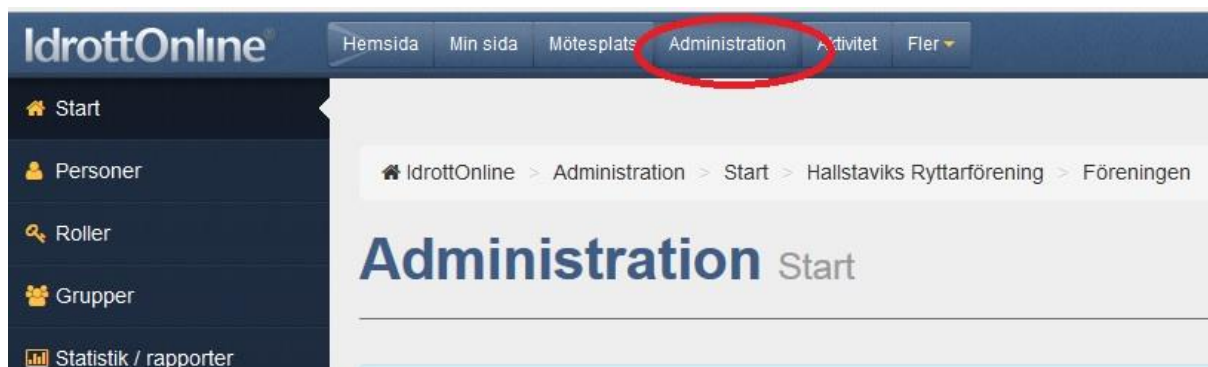 IdrottOnline
Hemsida Min sida Mötesplats Administration Aktivitet Fler
Start
Personer
Roller
Grupper
Statistik / rapporter
IdrottOnline > Administration > Start > Hallstaviks Ryttarförening > Föreningen
Administration Start